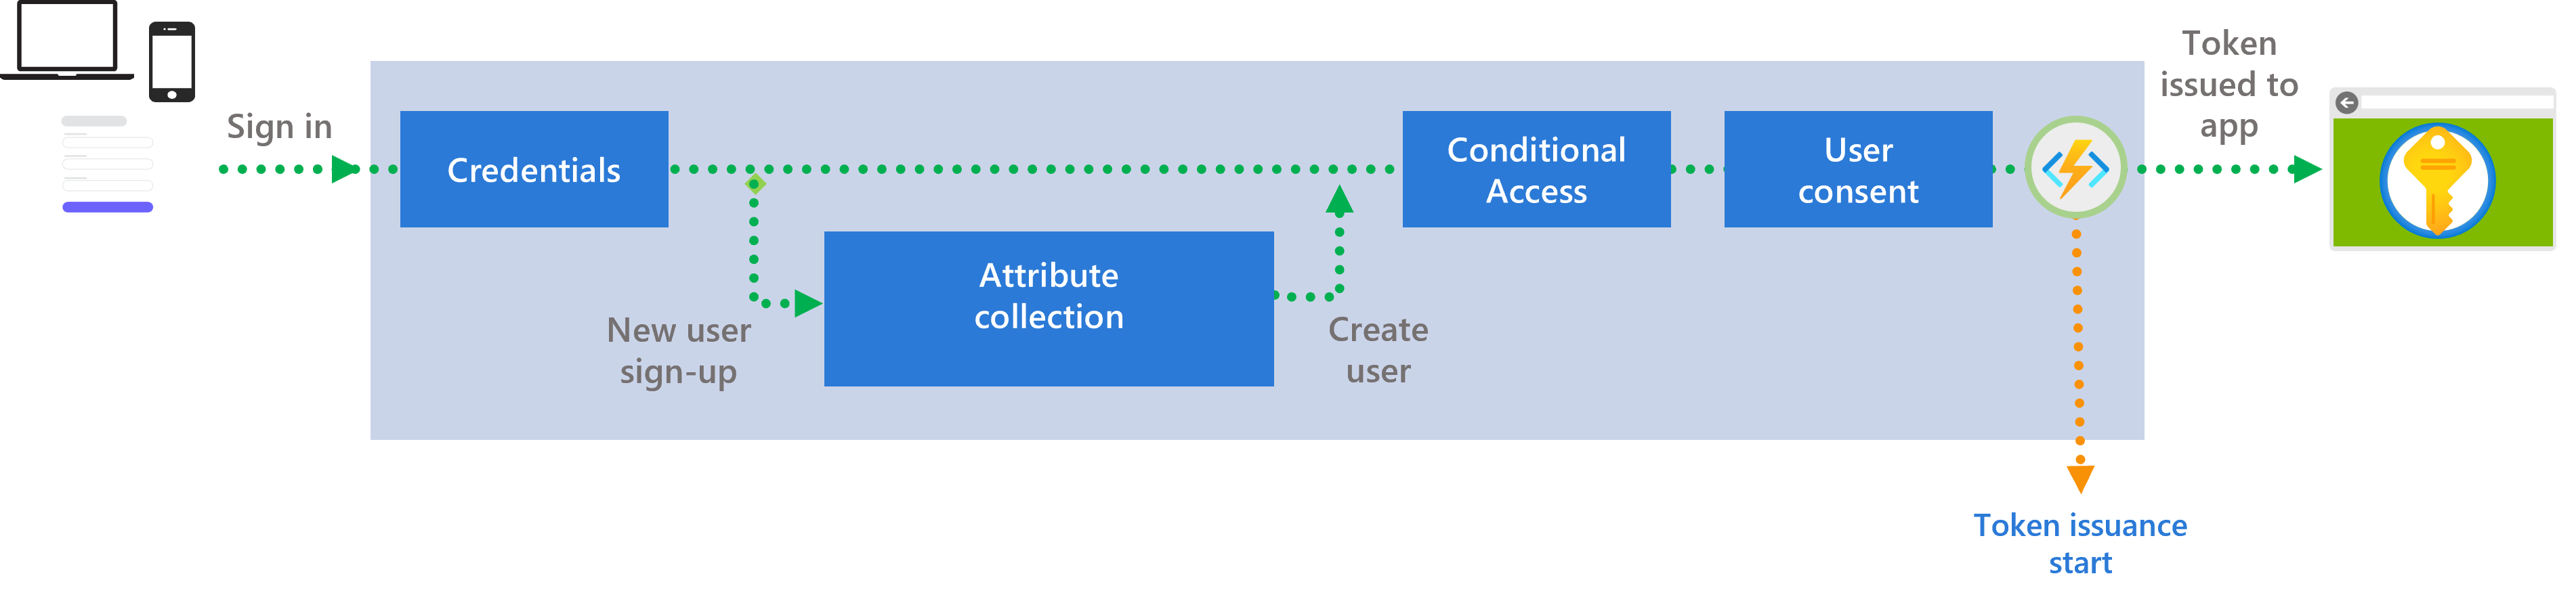 Sign in
Credentials
New user
sign-up
Attribute
collection
Create
user
Conditional
Access
User
consent
Token issuance
start
Token
issued to
app